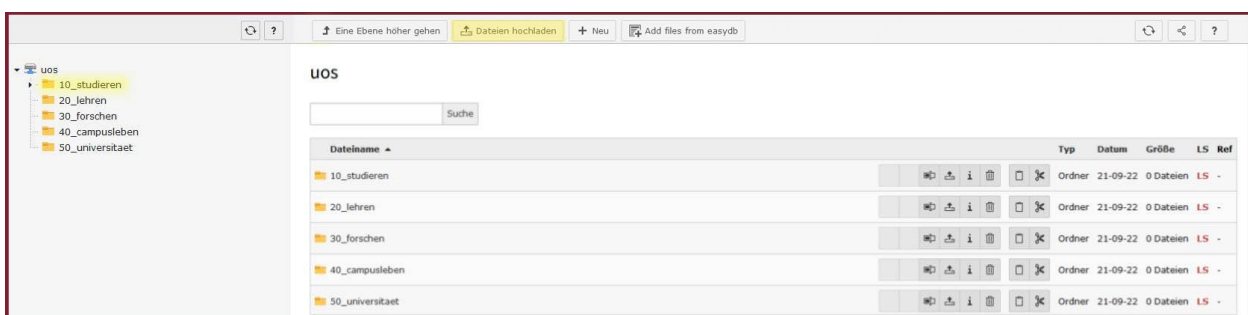 ?
Eine Ebene höher gehen Dateien hochladen + Neu Add files from easydb ?
uos
10_studieren
20_lehren
30_forschen
40_campusleben
50_universitaet
uos
Suche
Dateiname Typ Datum Größe LS Ref
10_studieren i Ordner 21-09-22 0 Dateien LS -
20_lehren i Ordner 21-09-22 0 Dateien LS -
30_forschen i Ordner 21-09-22 0 Dateien LS -
40_campusleben i Ordner 21-09-22 0 Dateien LS -
50_universitaet i Ordner 21-09-22 0 Dateien LS -